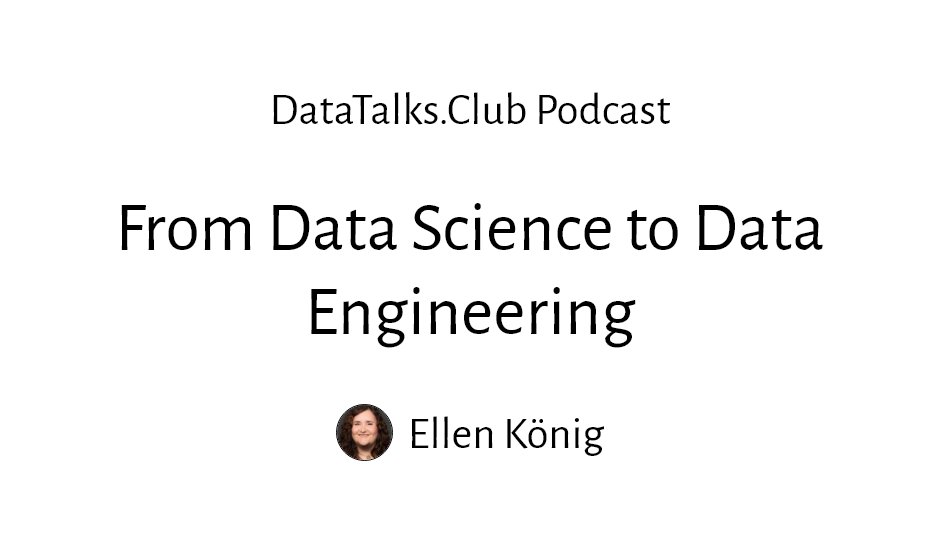 DataTalks.Club Podcast
From Data Science to Data
Engineering
Ellen König